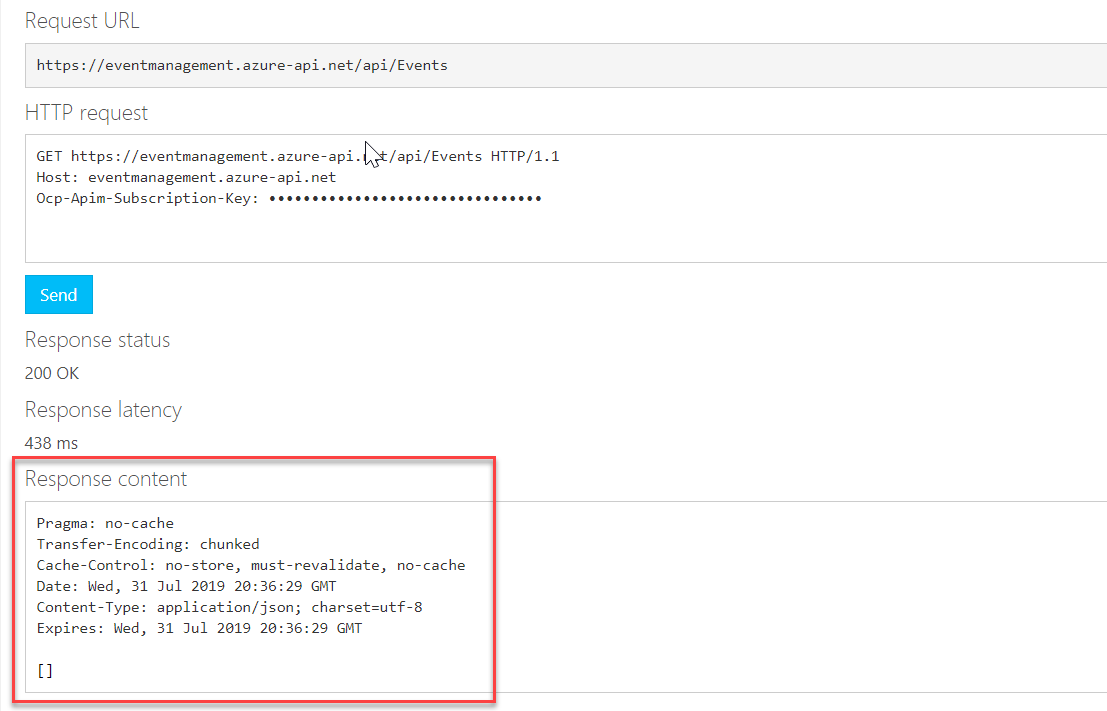 Request URL
https://eventmanagement.azure-api.net/api/Events
HTTP request
GET https://eventmanagement.azure-api.net/api/Events HTTP/1.1
Host: eventmanagement.azure-api.net
Ocp-Apim-Subscription-Key: ••••••••••••••••••••••••••••••••
Send
Response status
200 OK
Response latency
438 ms
Response content
Pragma: no-cache
Transfer-Encoding: chunked
Cache-Control: no-store, must-revalidate, no-cache
Date: Wed, 31 Jul 2019 20:36:29 GMT
Content-Type: application/json; charset=utf-8
Expires: Wed, 31 Jul 2019 20:36:29 GMT
[]